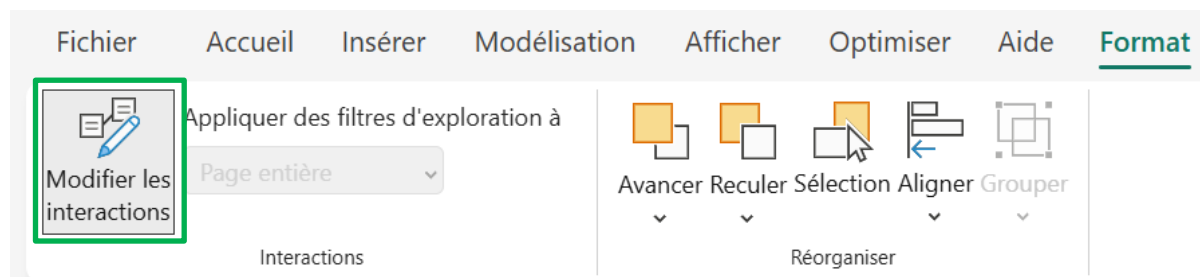 Fichier Accueil Insérer Modélisation Afficher Optimiser Aide Format
Appliquer des filtres d'exploration à
Page entière
Modifier les
interactions
Interactions
Avancer Reculer Sélection Aligner Grouper
Réorganiser